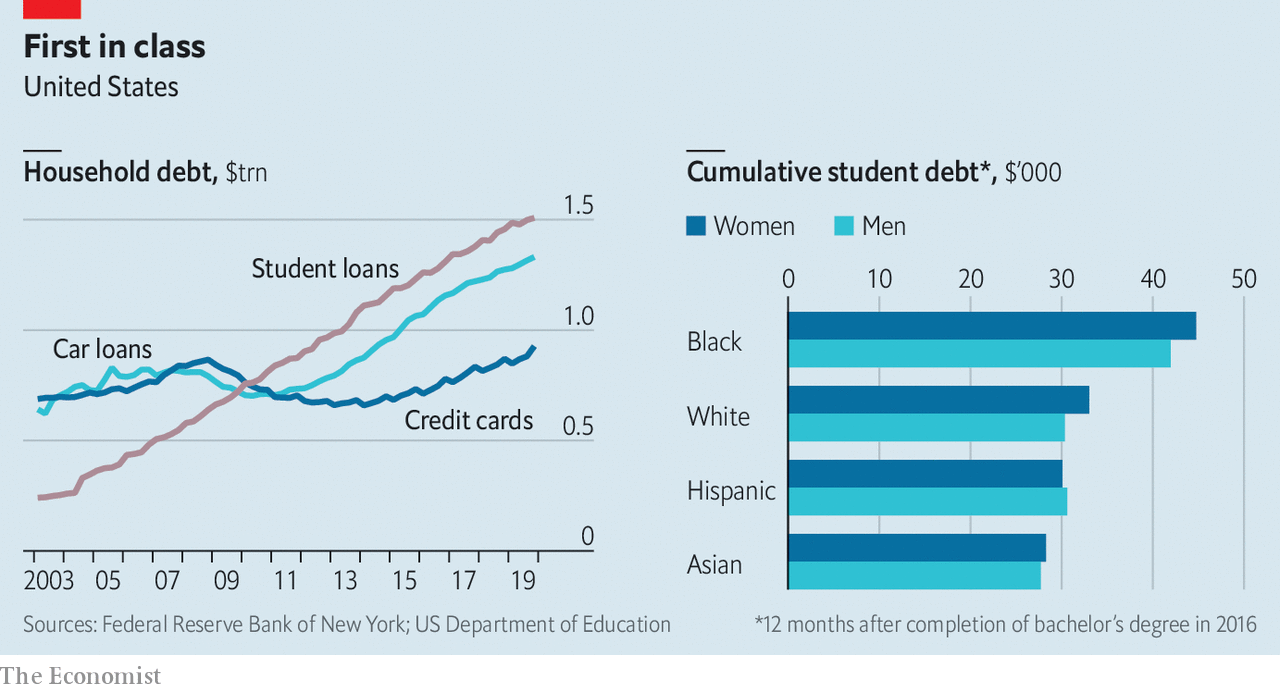 First in class
United States
Household debt, $trn
1.5
Student loans
1.0
Car loans
Credit cards
0.5
0
2003 05 07 09 11 13 15 17 19
Cumulative student debt*, $'000
Women Men
0 10 20 30 40 50
Black
White
Hispanic
Asian
Sources: Federal Reserve Bank of New York; US Department of Education
*12 months after completion of bachelor's degree in 2016
The Economist